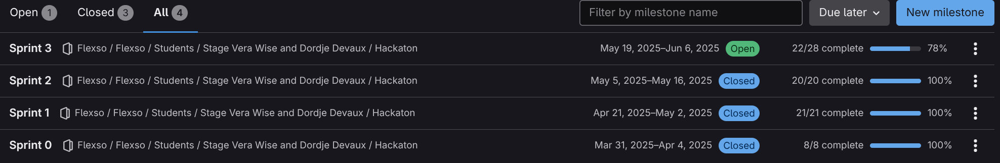 Open 1 Closed 3 All 4 Filter by milestone name Due later New milestone
Sprint 3 Flexso / Flexso / Students / Stage Vera Wise and Dordje Devaux / Hackaton May 19, 2025–Jun 6, 2025 Open 22/28 complete 78%
Sprint 2 Flexso / Flexso / Students / Stage Vera Wise and Dordje Devaux / Hackaton May 5, 2025–May 16, 2025 Closed 20/20 complete 100%
Sprint 1 Flexso / Flexso / Students / Stage Vera Wise and Dordje Devaux / Hackaton Apr 21, 2025–May 2, 2025 Closed 21/21 complete 100%
Sprint 0 Flexso / Flexso / Students / Stage Vera Wise and Dordje Devaux / Hackaton Mar 31, 2025–Apr 4, 2025 Closed 8/8 complete 100%